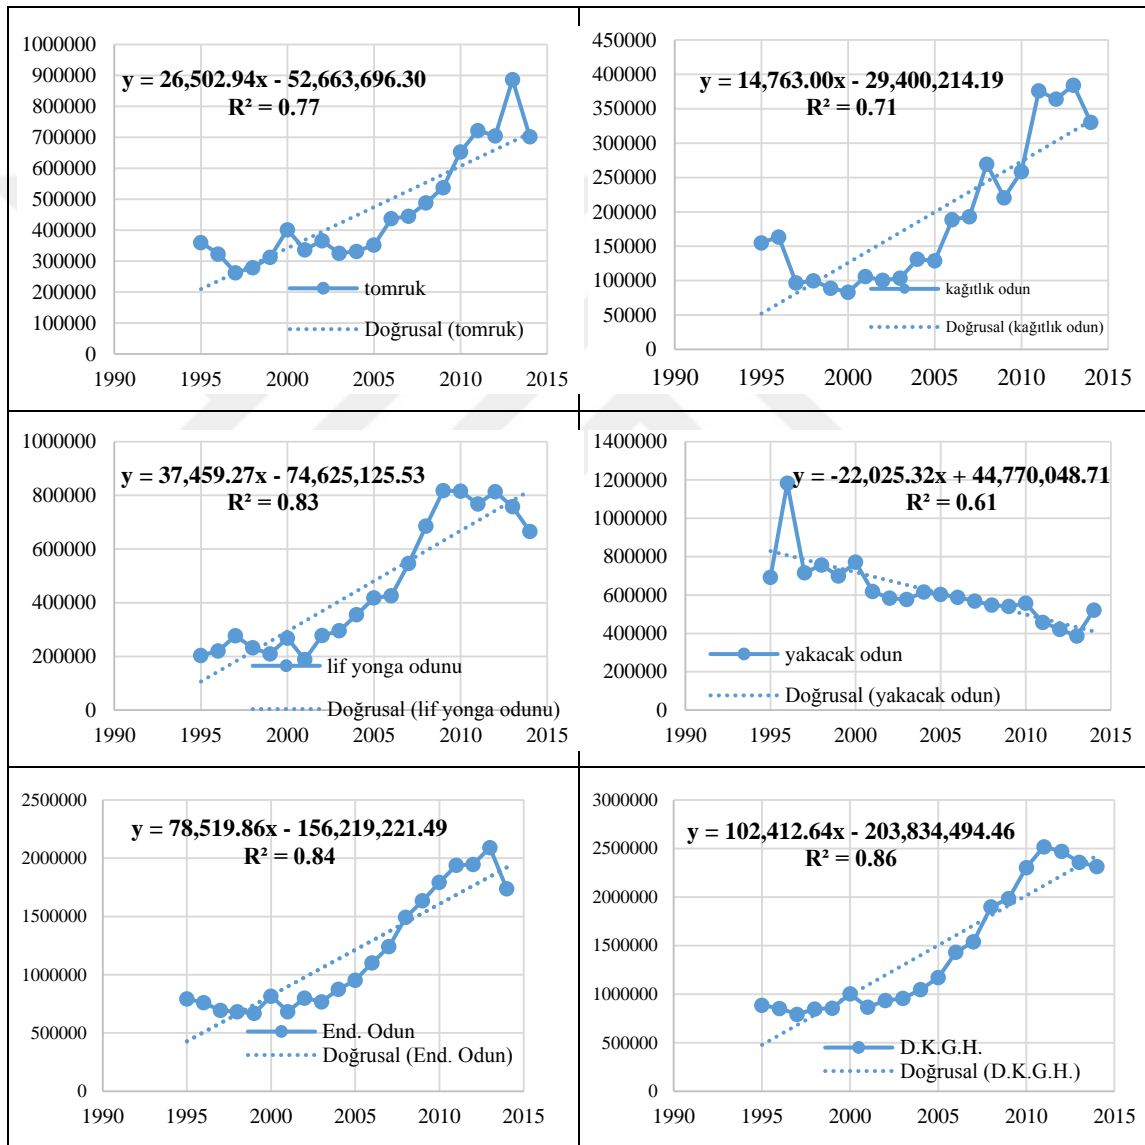 1000000
900000
800000
700000
600000
500000
400000
300000
200000
100000
0
y = 26,502.94x - 52,663,696.30
R² = 0.77
tomruk
Doğrusal (tomruk)
1990 1995 2000 2005 2010 2015
450000
400000
350000
300000
250000
200000
150000
100000
50000
0
y = 14,763.00x - 29,400,214.19
R² = 0.71
kağıtlık odun
Doğrusal (kağıtlık odun)
1990 1995 2000 2005 2010 2015
1000000
800000
600000
400000
200000
0
y = 37,459.27x - 74,625,125.53
R² = 0.83
lif yonga odunu
Doğrusal (lif yonga odunu)
1990 1995 2000 2005 2010 2015
1400000
1200000
1000000
800000
600000
400000
200000
0
y = -22,025.32x + 44,770,048.71
R² = 0.61
yakacak odun
Doğrusal (yakacak odun)
1990 1995 2000 2005 2010 2015
2500000
2000000
1500000
1000000
500000
0
y = 78,519.86x - 156,219,221.49
R² = 0.84
End. Odun
Doğrusal (End. Odun)
1990 1995 2000 2005 2010 2015
3000000
2500000
2000000
1500000
1000000
500000
0
y = 102,412.64x - 203,834,494.46
R² = 0.86
D.K.G.H.
Doğrusal (D.K.G.H.)
1990 1995 2000 2005 2010 2015